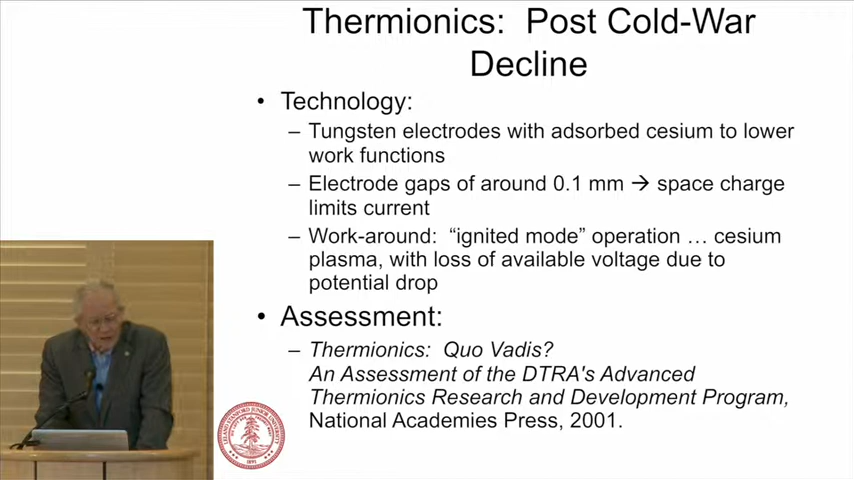 Thermionics: Post Cold-War
Decline
• Technology:
– Tungsten electrodes with adsorbed cesium to lower
work functions
– Electrode gaps of around 0.1 mm → space charge
limits current
– Work-around: “ignited mode” operation … cesium
plasma, with loss of available voltage due to
potential drop
• Assessment:
– Thermionics: Quo Vadis?
An Assessment of the DTRA's Advanced
Thermionics Research and Development Program,
National Academies Press, 2001.